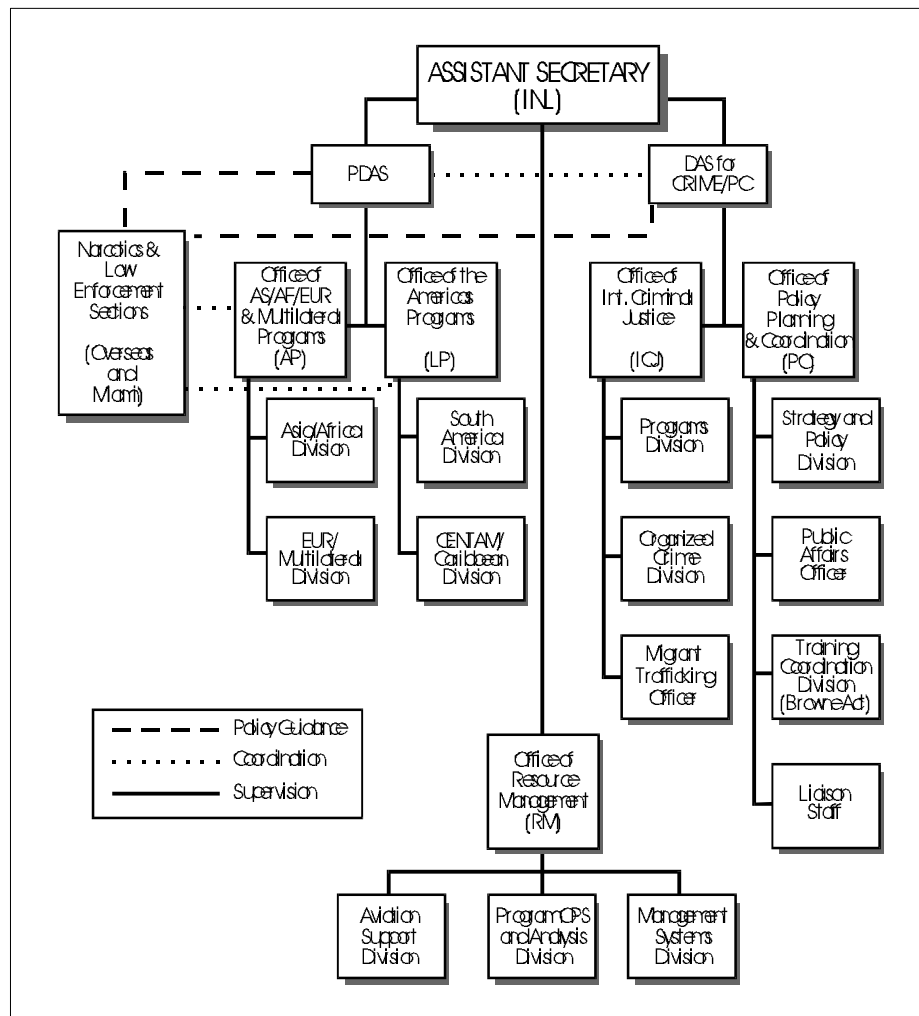 ASSISTANT SECRETARY
(INL)
PDAS
DAS for
CRIME/PC
Narcotics &
Law
Enforcement
Sections
(Overseas
and
Miami)
Office of
AS/AF/EUR
& Multilateral
Programs
(AP)
Office of the
Americas
Programs
(LP)
Office of
Int. Criminal
Justice
(ICJ)
Office of
Policy
Planning
& Coordination
(PC)
Asia/Africa
Division
South
America
Division
Programs
Division
Strategy and
Policy
Division
EUR/
Multilateral
Division
CENTAM/
Caribbean
Division
Organized
Crime
Division
Public
Affairs
Officer
Migrant
Trafficking
Officer
Training
Coordination
Division
(Browne Act)
Policy Guidance
Coordination
Supervision
Office of
Resource
Management
(RM)
Liaison
Staff
Aviation
Support
Division
Program OPS
and Analysis
Division
Management
Systems
Division